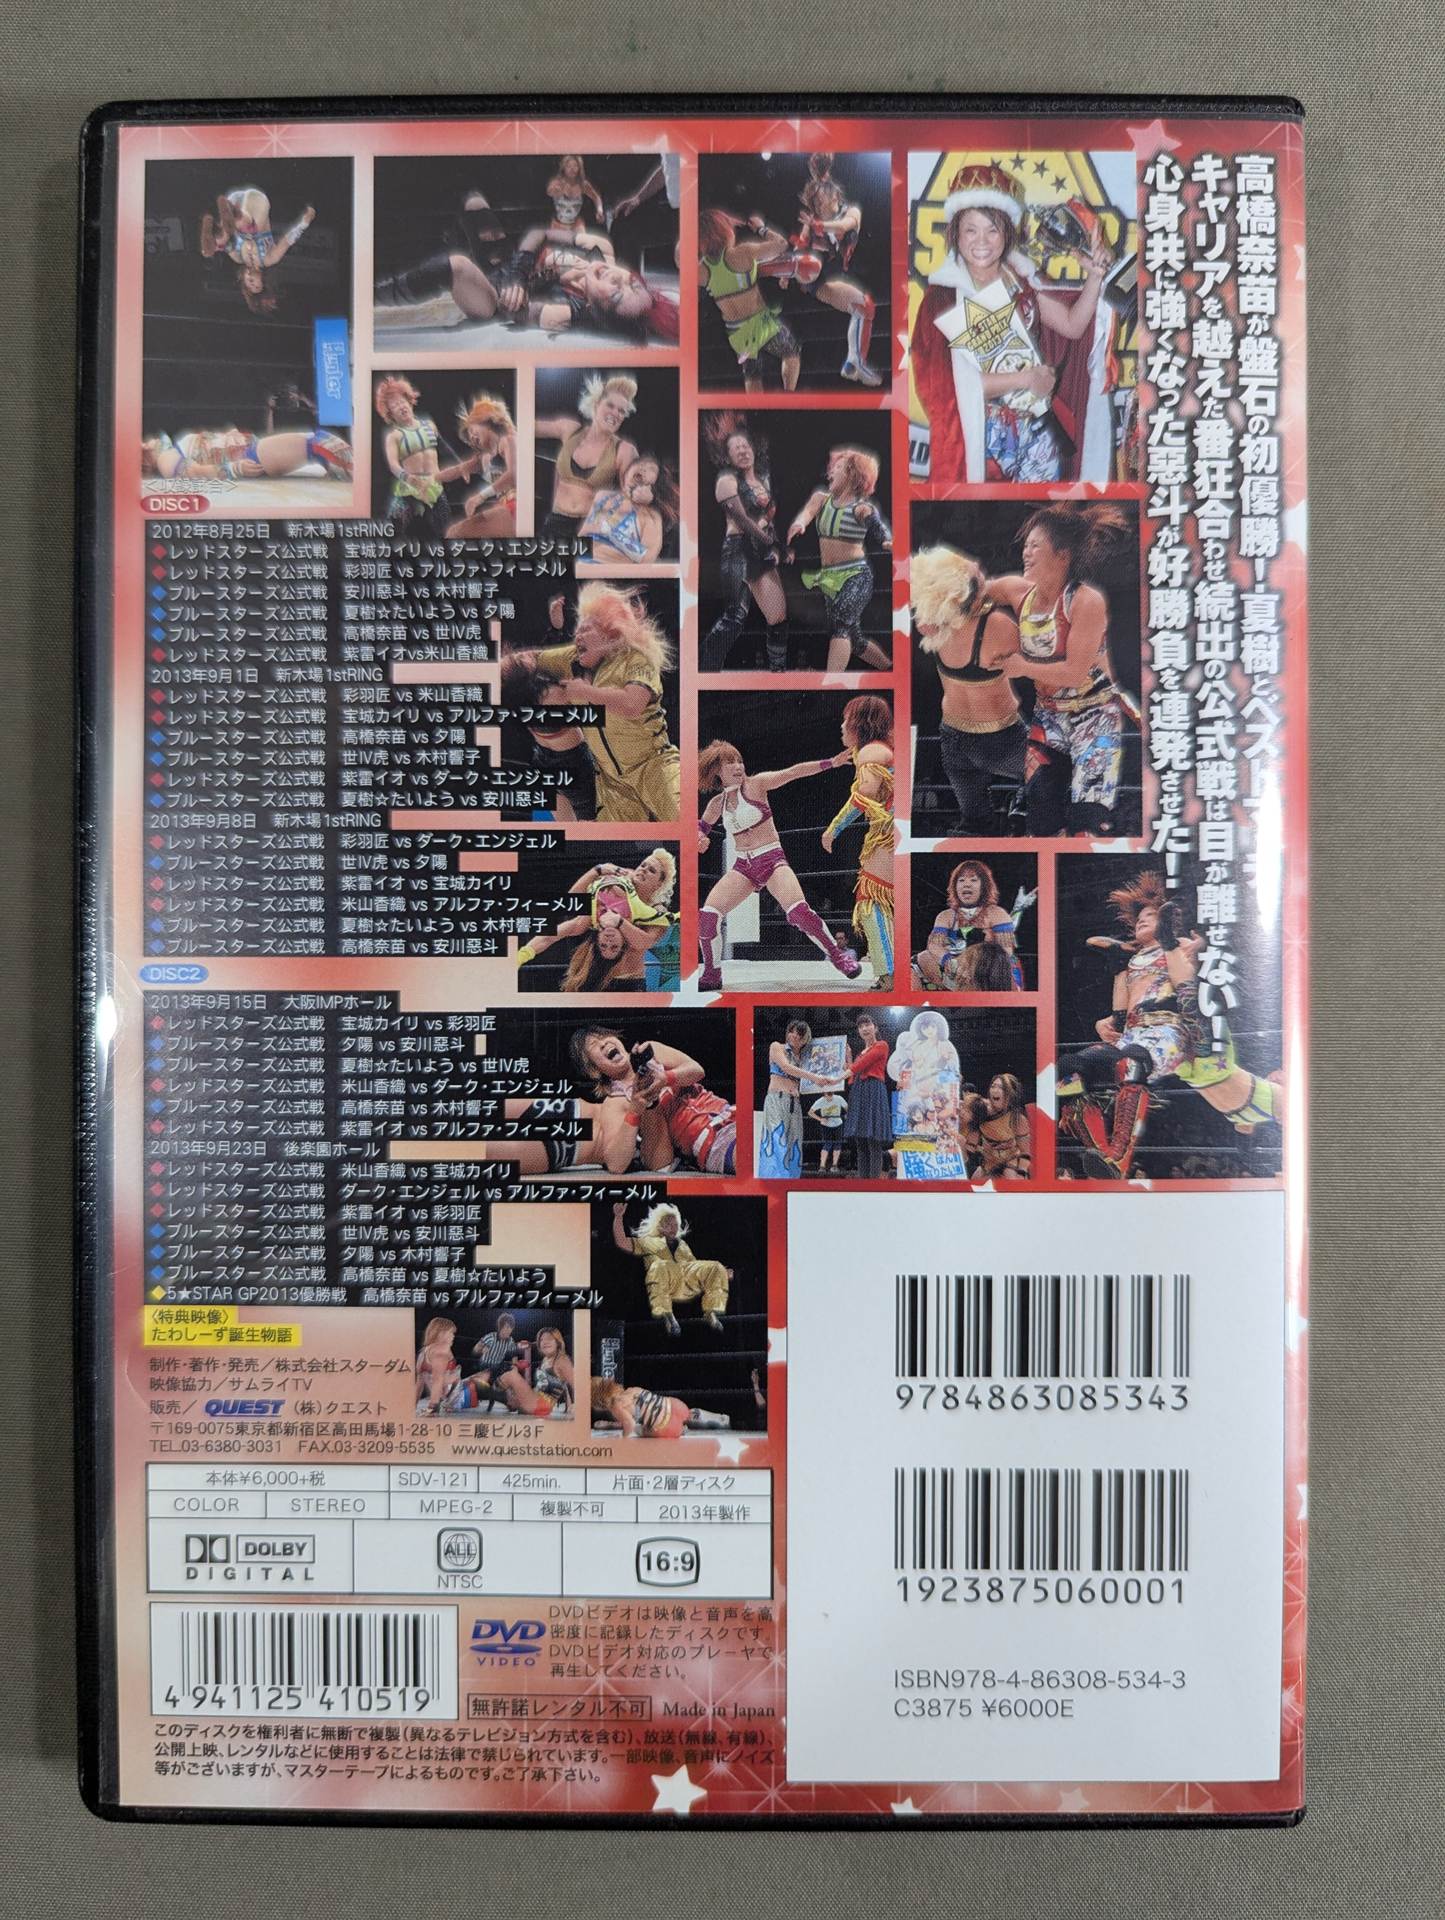 高橋奈苗が盤石の初優勝！夏樹とベスト
キャリアを越えた番狂合わせ続出の公式戦は目が離せない！
心身共に強くなった惡斗が好勝負を連発させた！
<収録試合>
DISC1
2012年8月25日 新木場1stRING
◆レッドスターズ公式戦 宝城カイリ vs ダーク・エンジェル
◆レッドスターズ公式戦 彩羽匠 vs アルファ・フィーメル
◆ブルースターズ公式戦 安川惡斗 vs 木村響子
◆ブルースターズ公式戦 夏樹☆たいよう vs 夕陽
◆ブルースターズ公式戦 高橋奈苗 vs 世Ⅳ虎
◆レッドスターズ公式戦 紫雷イオvs米山香織
2013年9月1日 新木場1stRING
◆レッドスターズ公式戦 彩羽匠 vs 米山香織
◆レッドスターズ公式戦 宝城カイリ vs アルファ・フィーメル
◆ブルースターズ公式戦 高橋奈苗 vs 夕陽
◆ブルースターズ公式戦 世Ⅳ虎 vs 木村響子
◆レッドスターズ公式戦 紫雷イオ vs ダーク・エンジェル
◆ブルースターズ公式戦 夏樹☆たいよう vs 安川惡斗
2013年9月8日 新木場1stRING
◆レッドスターズ公式戦 彩羽匠 vs ダーク・エンジェル
◆ブルースターズ公式戦 世Ⅳ虎 vs 夕陽
◆レッドスターズ公式戦 紫雷イオ vs 宝城カイリ
◆レッドスターズ公式戦 米山香織 vs アルファ・フィーメル
◆ブルースターズ公式戦 夏樹☆たいよう vs 木村響子
◆ブルースターズ公式戦 高橋奈苗 vs 安川惡斗
DISC2
2013年9月15日 大阪IMPホール
◆レッドスターズ公式戦 宝城カイリ vs 彩羽匠
◆ブルースターズ公式戦 夕陽 vs 安川惡斗
◆ブルースターズ公式戦 夏樹☆たいよう vs 世Ⅳ虎
◆レッドスターズ公式戦 米山香織 vs ダーク・エンジェル
◆ブルースターズ公式戦 高橋奈苗 vs 木村響子
◆レッドスターズ公式戦 紫雷イオ vs アルファ・フィーメル
2013年9月23日 後楽園ホール
◆レッドスターズ公式戦 米山香織 vs 宝城カイリ
◆レッドスターズ公式戦 ダーク・エンジェル vs アルファ・フィーメル
◆レッドスターズ公式戦 紫雷イオ vs 彩羽匠
◆ブルースターズ公式戦 世Ⅳ虎 vs 安川惡斗
◆ブルースターズ公式戦 夕陽 vs 木村響子
◆ブルースターズ公式戦 高橋奈苗 vs 夏樹☆たいよう
◆5★STAR GP2013優勝戦 高橋奈苗 vs アルファ・フィーメル
〈特典映像〉
たわしーず誕生物語
制作・著作・発売／株式会社スターダム
映像協力／サムライTV
販売／ QUEST (株)クエスト
〒169-0075東京都新宿区高田馬場1-28-10 三慶ビル3F
TEL.03-6380-3031 FAX.03-3209-5535 www.queststation.com
本体¥6,000+税 SDV-121 425min. 片面・2層ディスク
COLOR STEREO MPEG-2 複製不可 2013年製作
DOLBY DIGITAL ALL NTSC 16:9
4 941125 410519
DVD VIDEO
DVDビデオは映像と音声を高
密度に記録したディスクです。
DVDビデオ対応のプレーヤで
再生してください。
無許諾レンタル不可 Made in Japan
このディスクを権利者に無断で複製(異なるテレビジョン方式を含む)、放送(無線、有線)、
公開上映、レンタルなどに使用することは法律で禁じられています。一部映像、音声にノイズ
等がございますが、マスターテープによるものです。ご了承下さい。
9784863085343
1923875060001
ISBN978-4-86308-534-3
C3875 ¥6000E